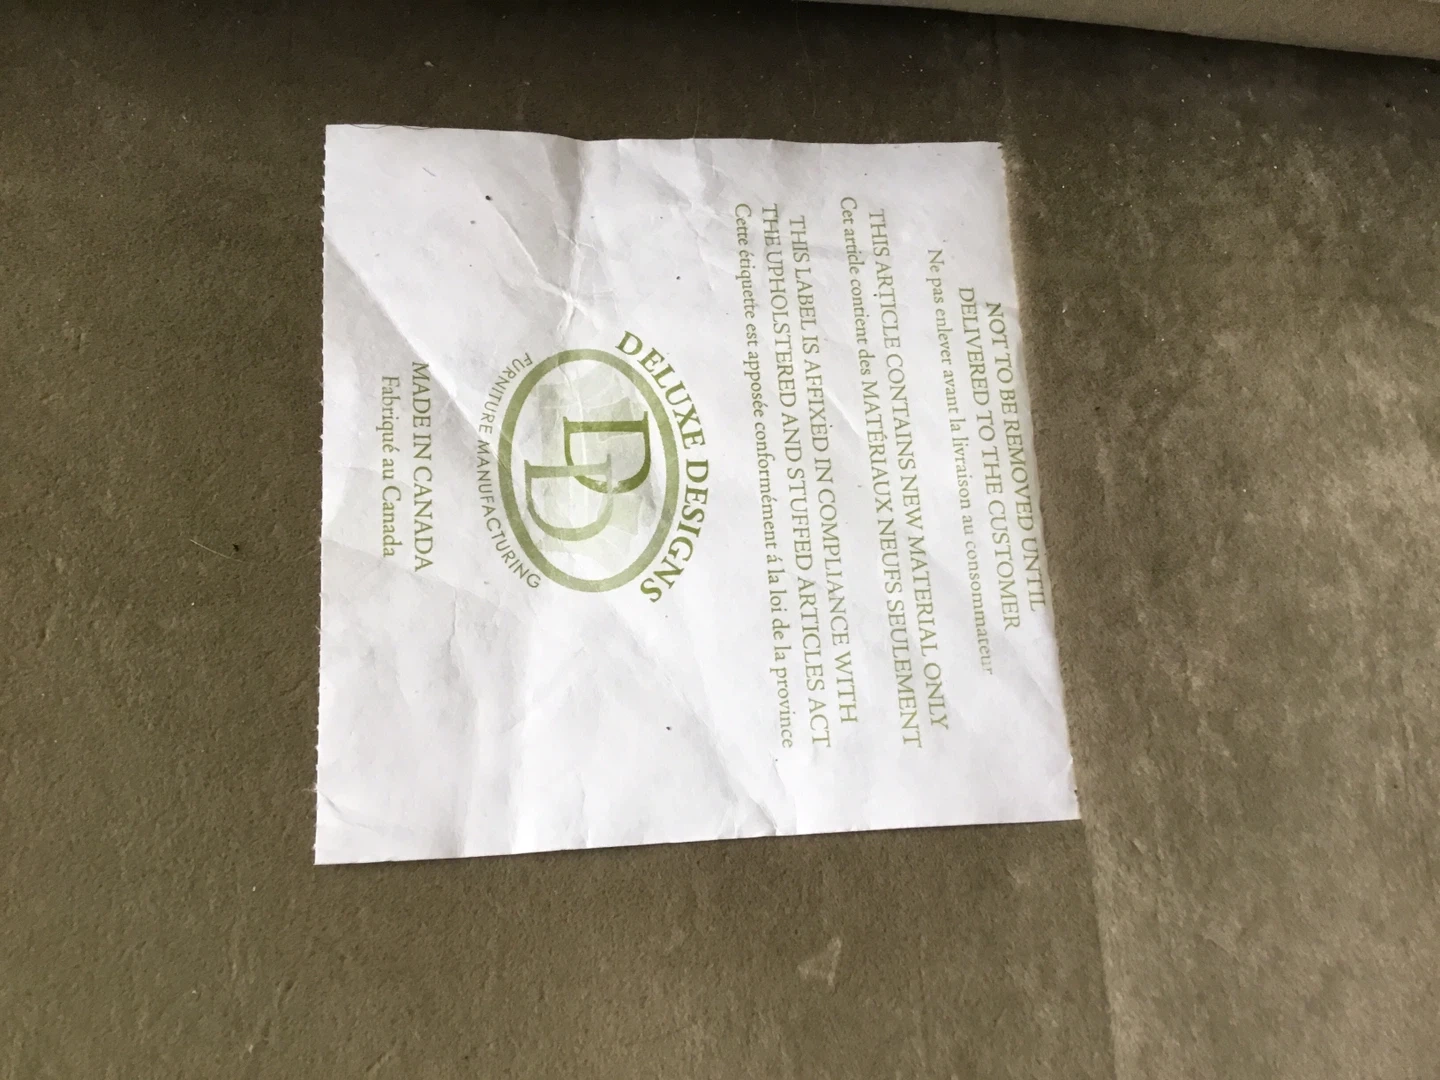 NOT TO BE REMOVED UNTIL
DELIVERED TO THE CUSTOMER
Ne pas enlever avant la livraison au consommateur
THIS ARTICLE CONTAINS NEW MATERIAL ONLY
Cet article contient des MATÉRIAUX NEUFS SEULEMENT
THIS LABEL IS AFFIXED IN COMPLIANCE WITH
THE UPHOLSTERED AND STUFFED ARTICLES ACT
Cette étiquette est apposée conformément á la loi de la province
DELUXE DESIGNS
DD
FURNITURE MANUFACTURING
MADE IN CANADA
Fabriqué au Canada